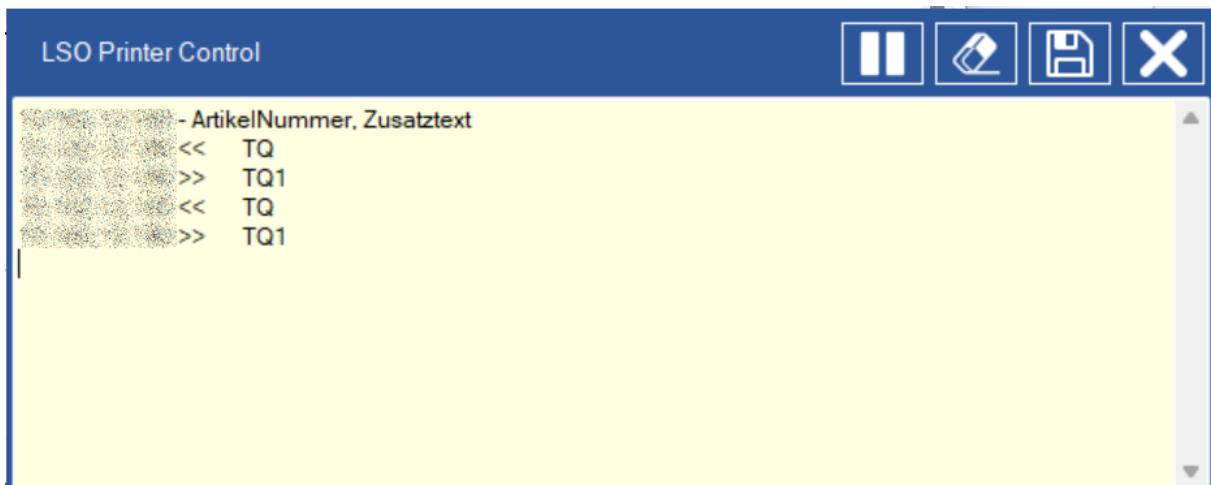 LSO Printer Control
- ArtikelNummer, Zusatztext
<< TQ
>> TQ1
<< TQ
>> TQ1